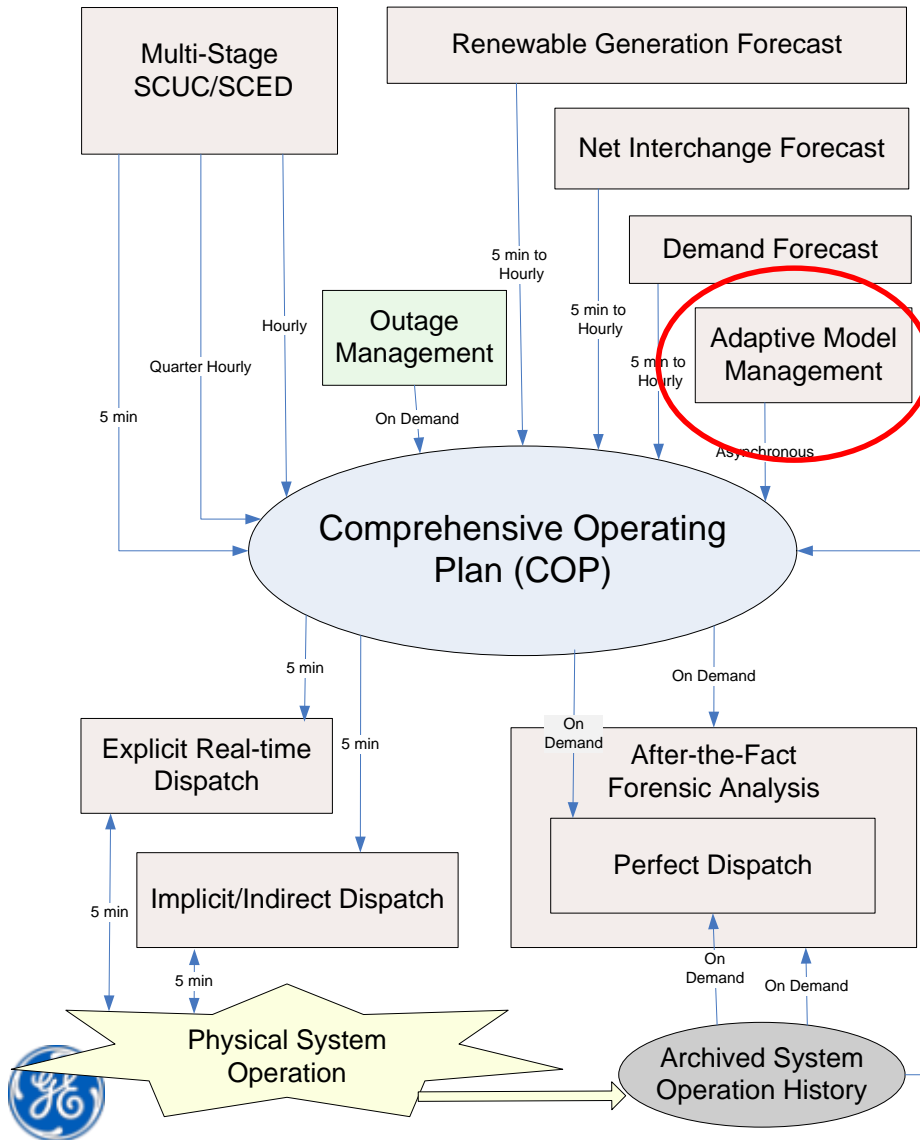 Multi-Stage
SCUC/SCED
Renewable Generation Forecast
Net Interchange Forecast
Demand Forecast
Adaptive Model
Management
Outage
Management
5 min to
Hourly
5 min to
Hourly
5 min to
Hourly
Hourly
Quarter Hourly
5 min
On Demand
Asynchronous
Comprehensive Operating
Plan (COP)
5 min
5 min
On
Demand
On Demand
Explicit Real-time
Dispatch
Implicit/Indirect Dispatch
After-the-Fact
Forensic Analysis
Perfect Dispatch
5 min
5 min
On
Demand
On Demand
Physical System
Operation
Archived System
Operation History
GE